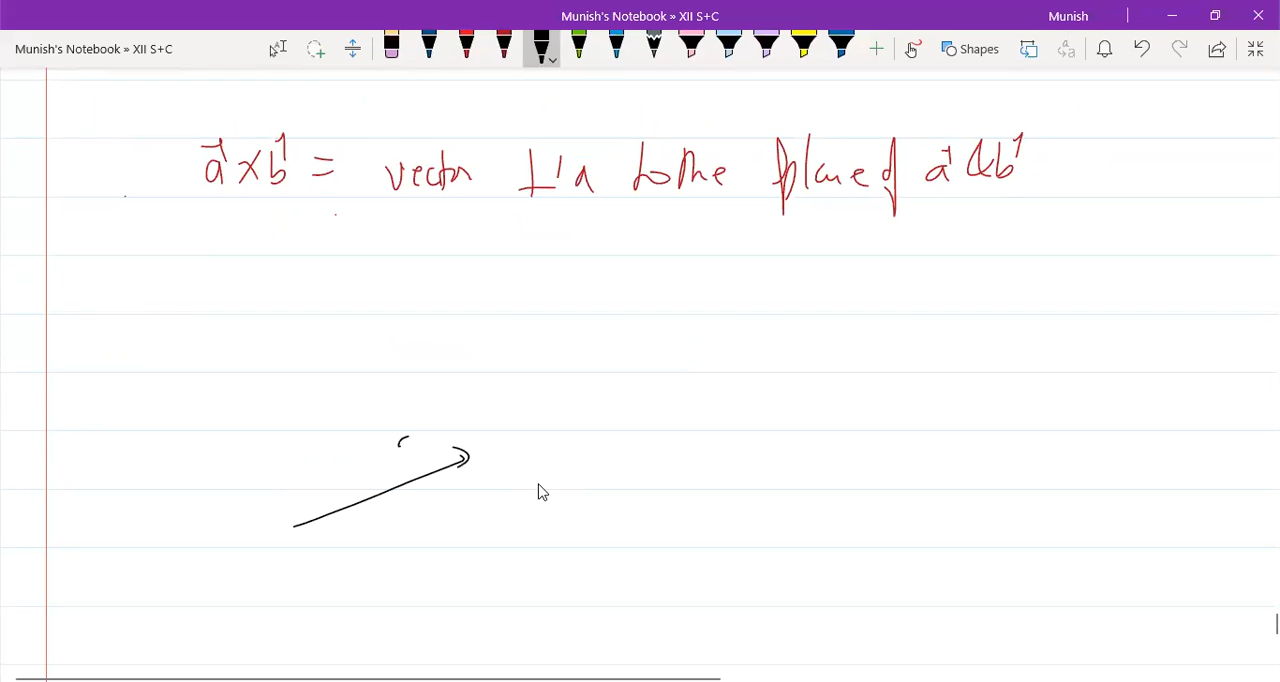 Munish's Notebook » XII S+C
Munish
Munish's Notebook » XII S+C
Shapes
a⃗ × b⃗ = vector ⊥'r to the plane of a⃗ & b⃗